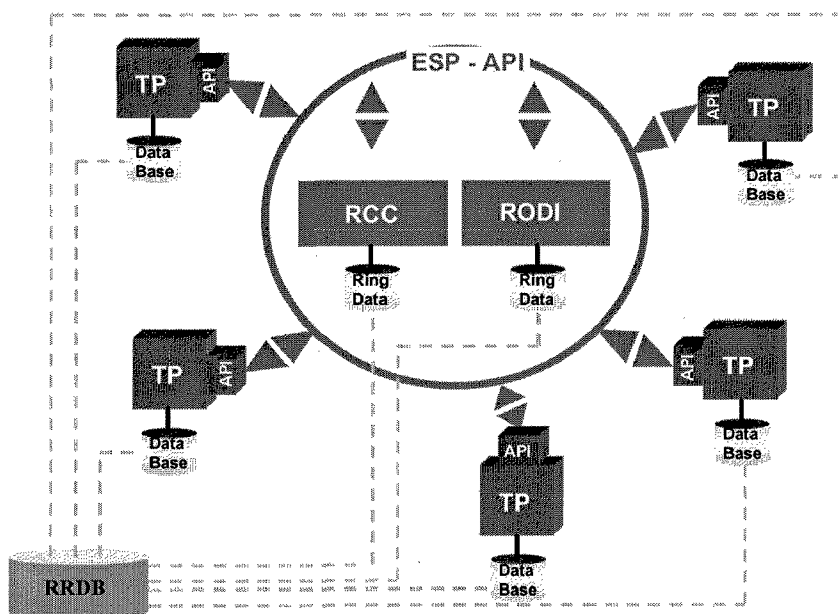 ESP - API
TP
API
Data
Base
API
TP
Data
Base
RCC
RODI
Ring
Data
Ring
Data
TP
API
Data
Base
API
TP
Data
Base
API
TP
Data
Base
RRDB